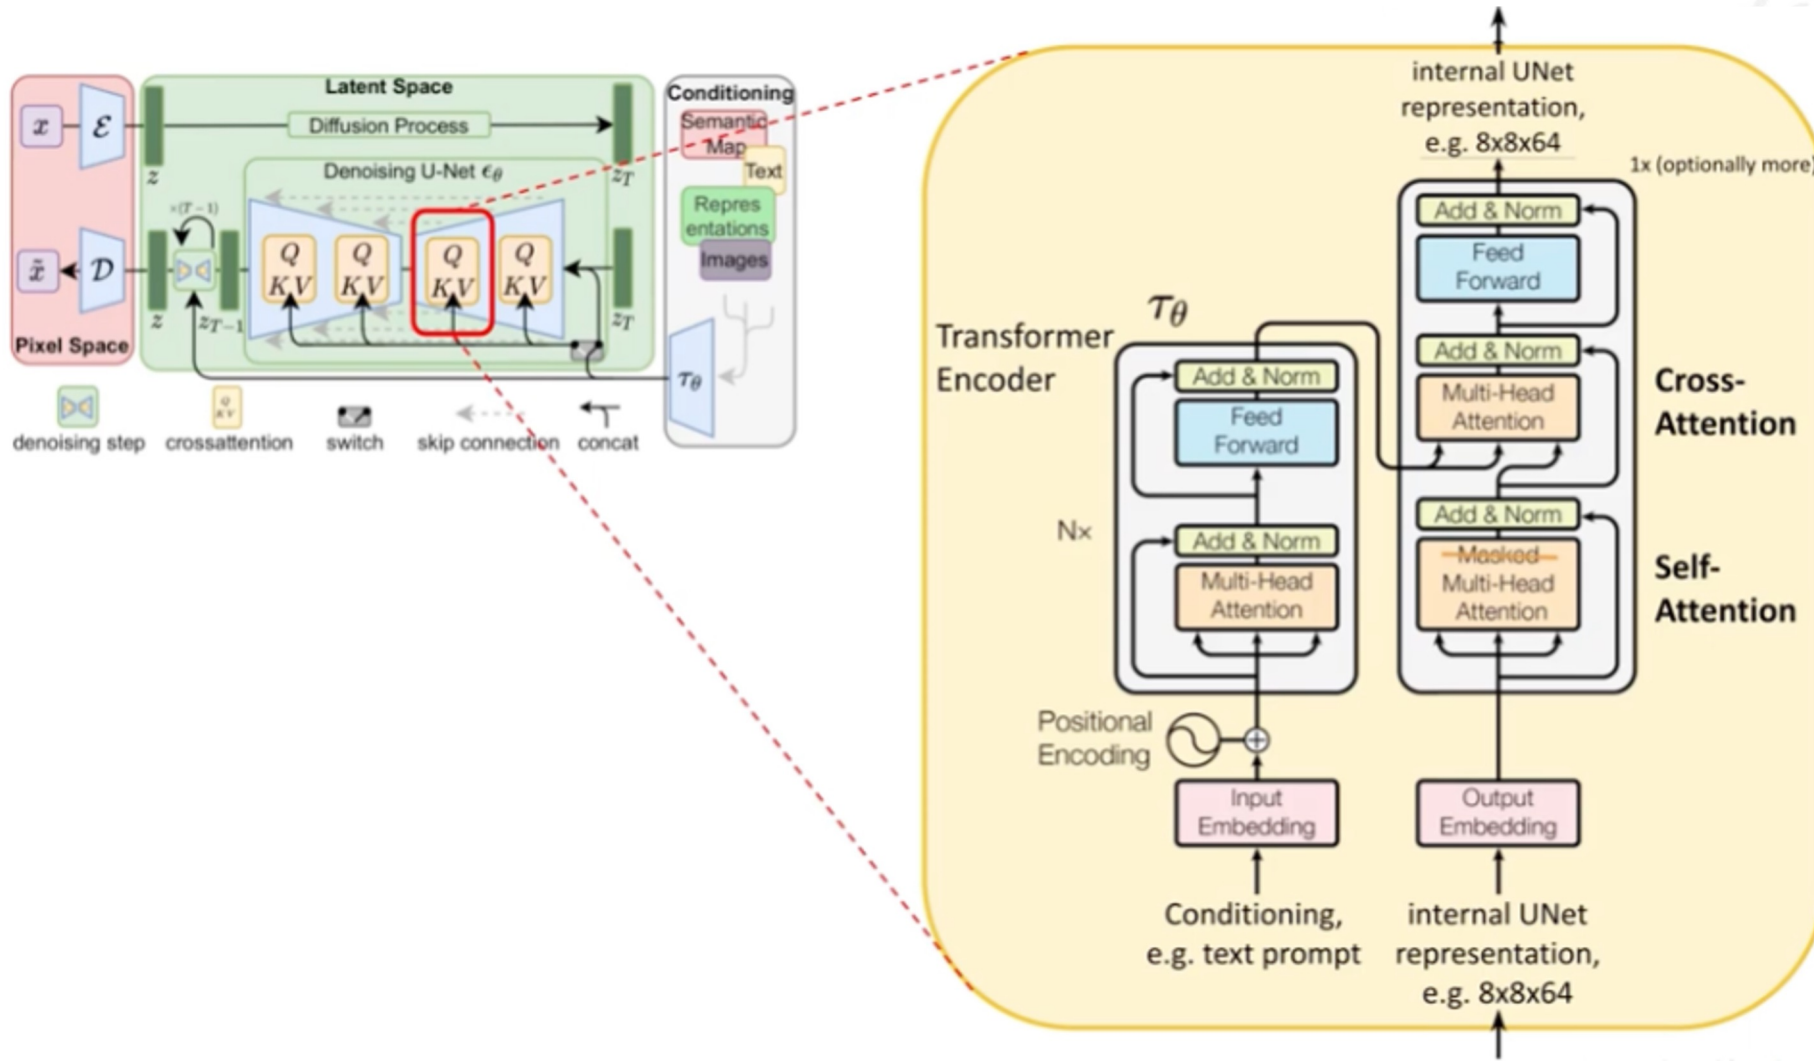 Latent Space
Conditioning
x
ℰ
Diffusion Process
z
z_T
Semantic
Map
Text
Repres
entations
Images
Denoising U-Net ϵ_θ
×(T−1)
Q
K,V
Q
K,V
Q
K,V
Q
K,V
x̃
𝒟
z
z_{T−1}
z_T
Pixel Space
τ_θ
denoising step
Q
K,V
crossattention
switch
skip connection
concat
internal UNet
representation,
e.g. 8x8x64
1x (optionally more)
Add & Norm
Feed
Forward
Add & Norm
Multi-Head
Attention
Cross-
Attention
Add & Norm
Masked
Multi-Head
Attention
Self-
Attention
τ_θ
Transformer
Encoder
Add & Norm
Feed
Forward
N×
Add & Norm
Multi-Head
Attention
Positional
Encoding
Input
Embedding
Output
Embedding
Conditioning,
e.g. text prompt
internal UNet
representation,
e.g. 8x8x64